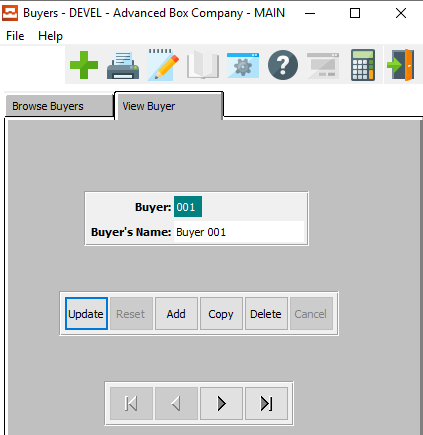 Buyers - DEVEL - Advanced Box Company - MAIN
File Help
Browse Buyers View Buyer
Buyer: 001
Buyer's Name: Buyer 001
Update Reset Add Copy Delete Cancel